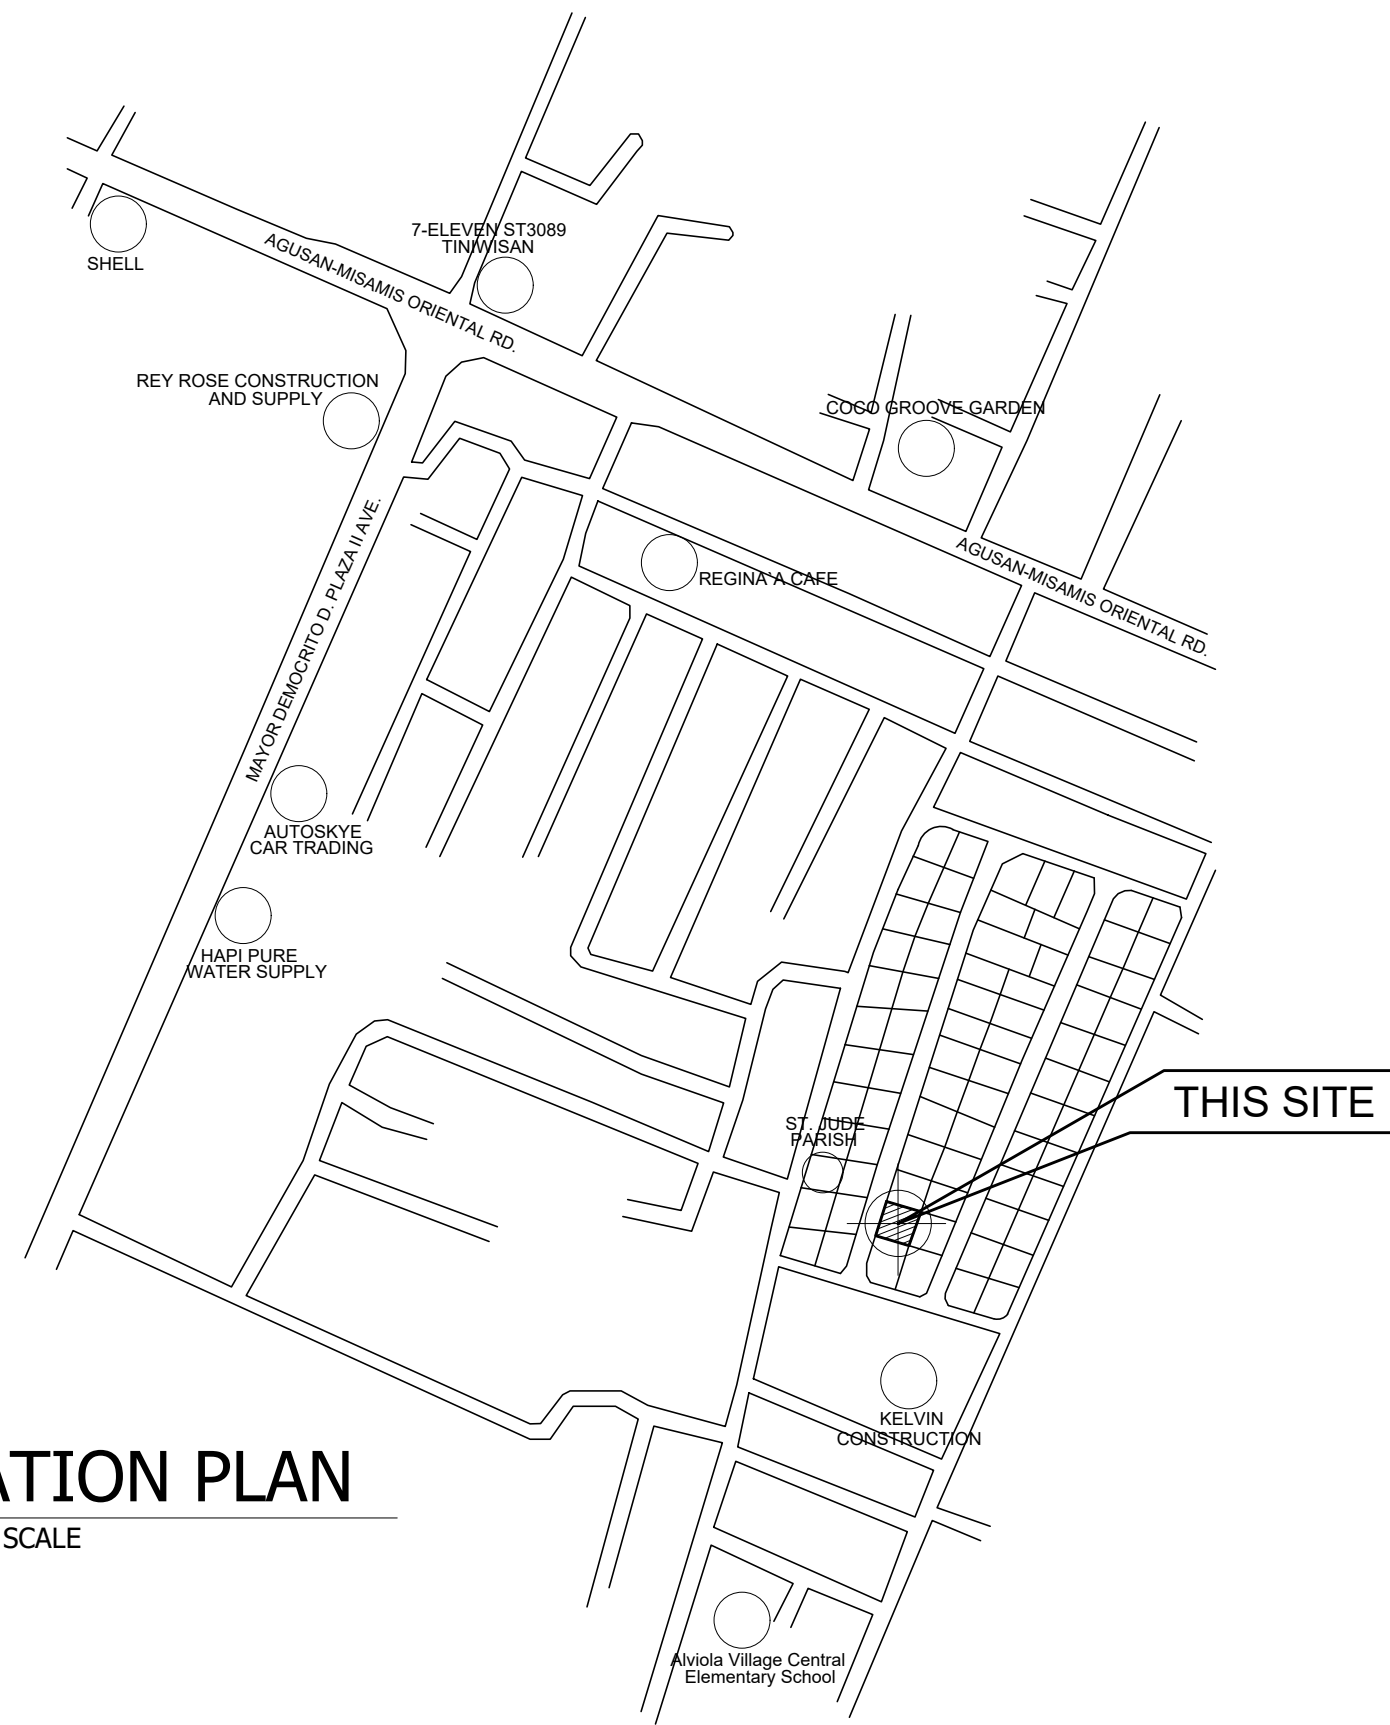 7-ELEVEN ST3089
TINIWISAN
SHELL
AGUSAN-MISAMIS ORIENTAL RD.
REY ROSE CONSTRUCTION
AND SUPPLY
COCO GROOVE GARDEN
MAYOR DEMOCRITO D. PLAZA II AVE.
REGINA`A CAFE
AGUSAN-MISAMIS ORIENTAL RD.
AUTOSKYE
CAR TRADING
HAPI PURE
WATER SUPPLY
THIS SITE
ST. JUDE
PARISH
KELVIN
CONSTRUCTION
ATION PLAN
SCALE
Alviola Village Central
Elementary School